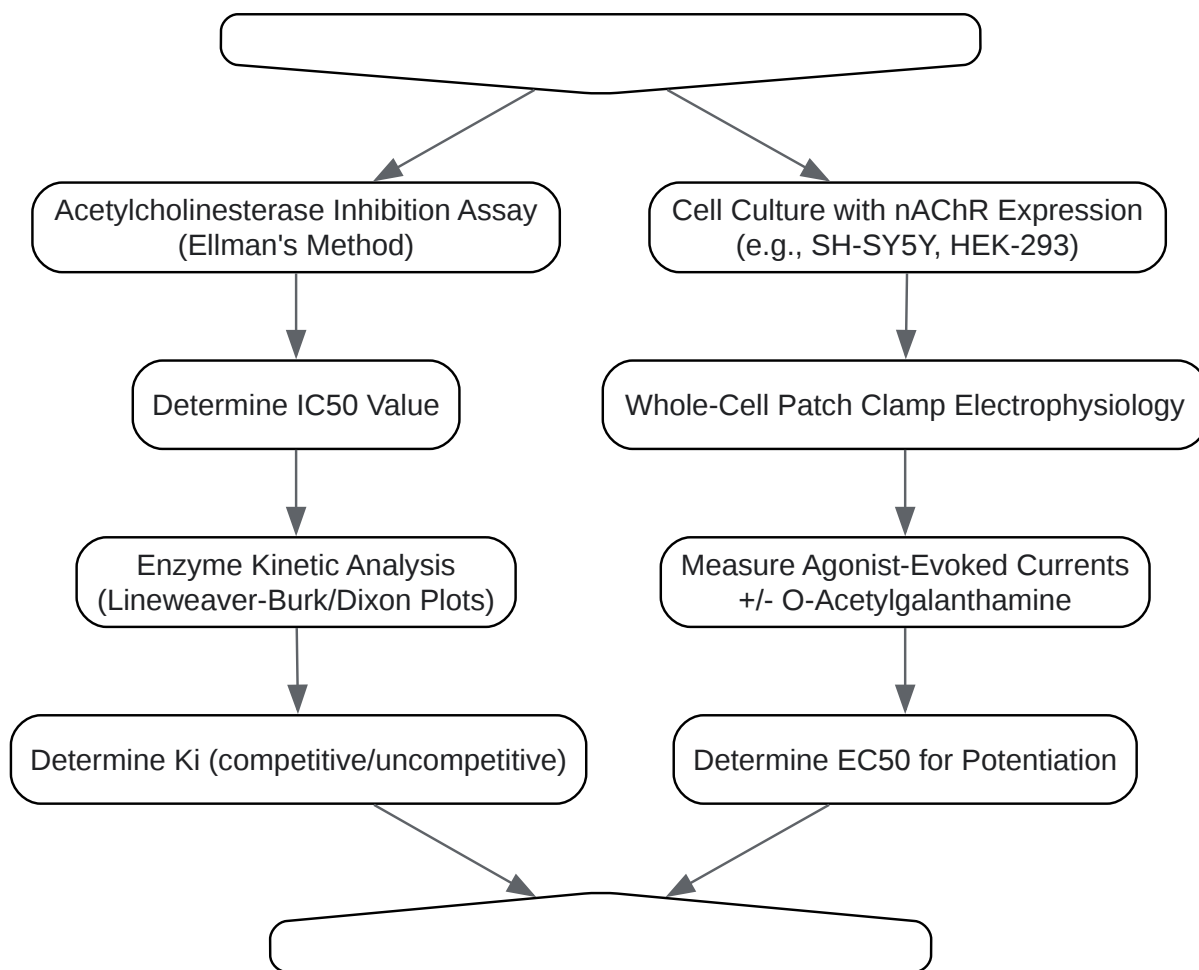 Acetylcholinesterase Inhibition Assay
(Ellman's Method)
Cell Culture with nAChR Expression
(e.g., SH-SY5Y, HEK-293)
Determine IC50 Value
Whole-Cell Patch Clamp Electrophysiology
Enzyme Kinetic Analysis
(Lineweaver-Burk/Dixon Plots)
Measure Agonist-Evoked Currents
+/- O-Acetylgalanthamine
Determine Ki (competitive/uncompetitive)
Determine EC50 for Potentiation